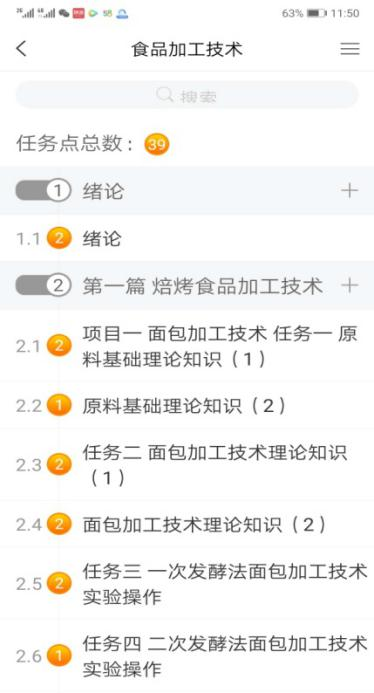 63% 11:50
食品加工技术
搜索
任务点总数： 39
1 绪论
1.1 2 绪论
2 第一篇 焙烤食品加工技术
项目一 面包加工技术 任务一 原
2.1 2
料基础理论知识（1）
2.2 1 原料基础理论知识（2）
任务二 面包加工技术理论知识
2.3 2
（1）
2.4 2 面包加工技术理论知识（2）
任务三 一次发酵法面包加工技术
2.5 2
实验操作
任务四 二次发酵法面包加工技术
2.6 1
实验操作